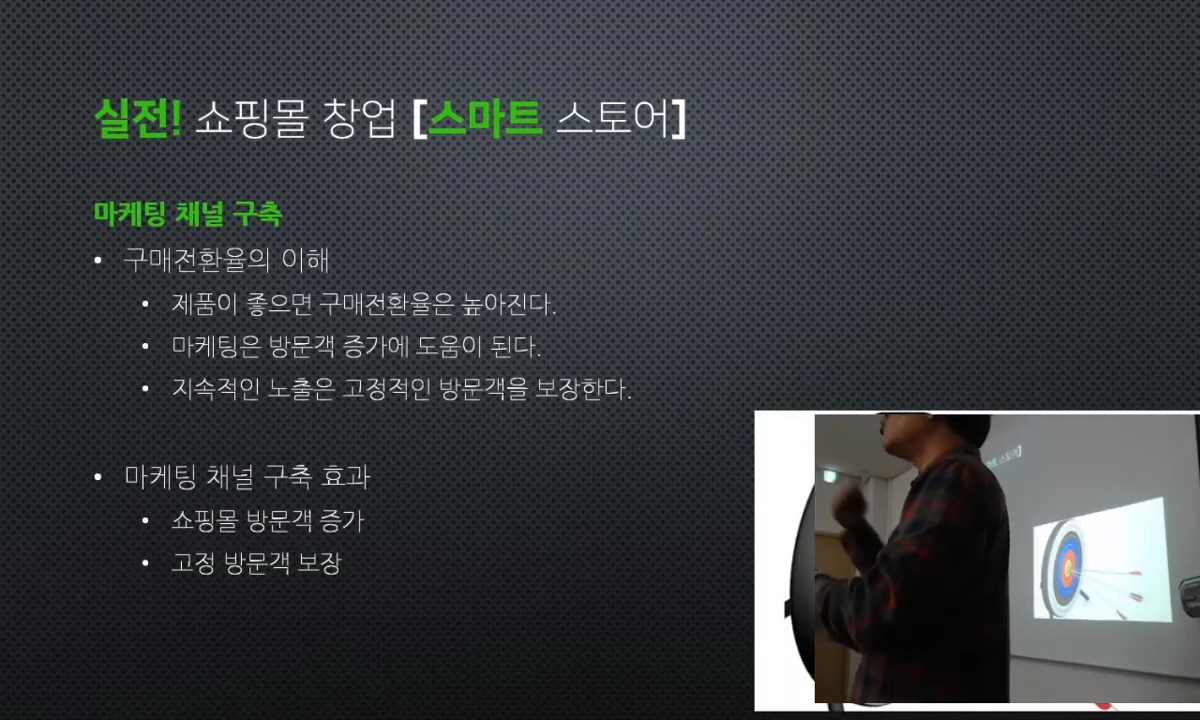 실전! 쇼핑몰 창업 [스마트 스토어]
마케팅 채널 구축
• 구매전환율의 이해
• 제품이 좋으면 구매전환율은 높아진다.
• 마케팅은 방문객 증가에 도움이 된다.
• 지속적인 노출은 고정적인 방문객을 보장한다.
• 마케팅 채널 구축 효과
• 쇼핑몰 방문객 증가
• 고정 방문객 보장
스토어]